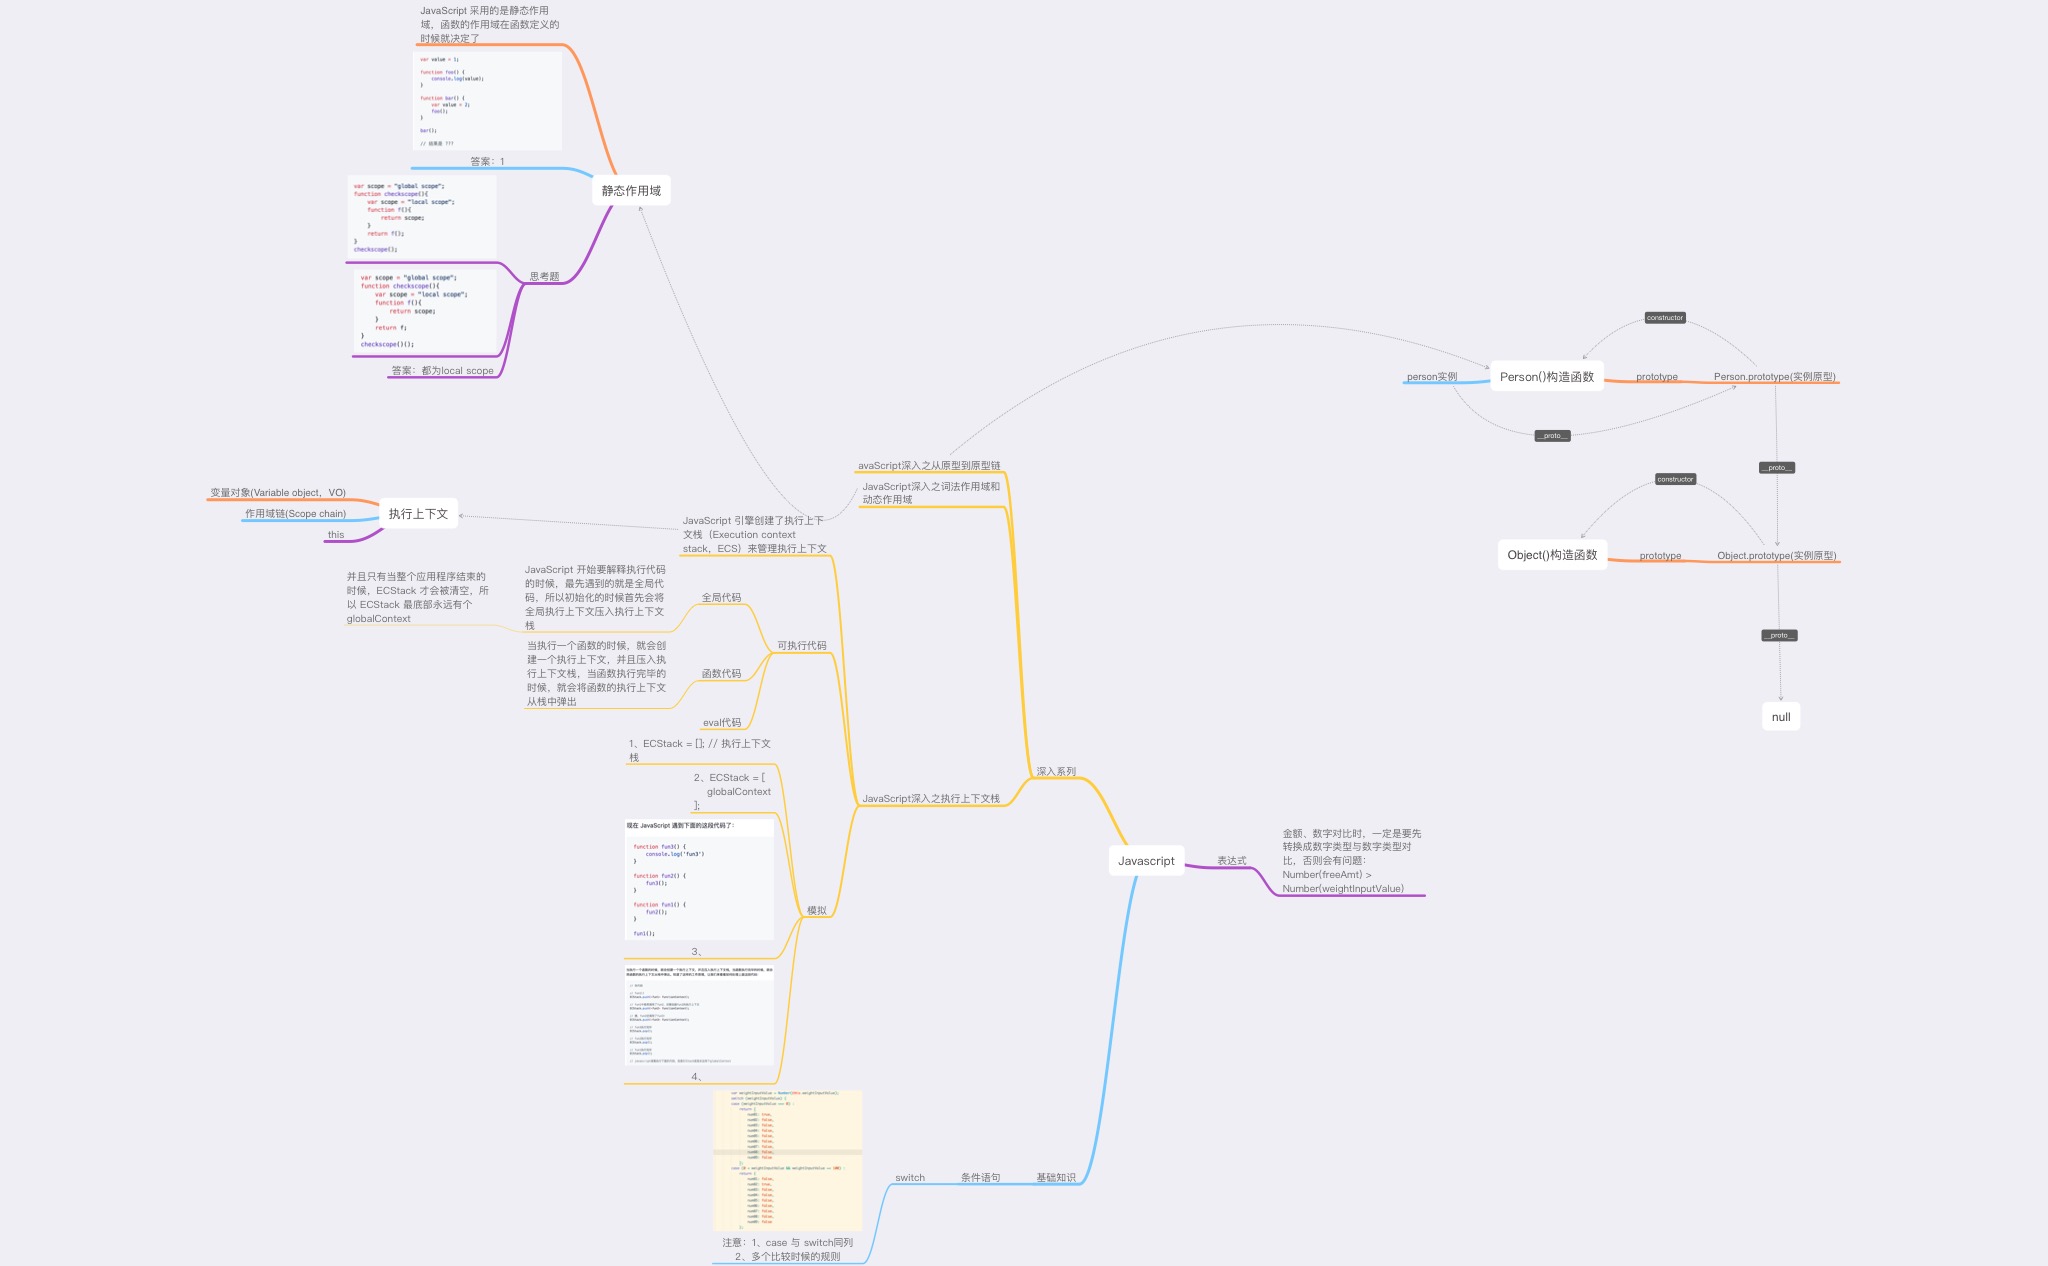 JavaScript 采用的是静态作用
域，函数的作用域在函数定义的
时候就决定了
var value = 1;
function foo() {
console.log(value);
}
function bar() {
var value = 2;
foo();
}
bar();
// 结果是 ???
答案：1
静态作用域
var scope = "global scope";
function checkscope(){
var scope = "local scope";
function f(){
return scope;
}
return f();
}
checkscope();
思考题
var scope = "global scope";
function checkscope(){
var scope = "local scope";
function f(){
return scope;
}
return f;
}
checkscope()();
答案：都为local scope
constructor
person实例
Person()构造函数
prototype
Person.prototype(实例原型)
__proto__
__proto__
constructor
Object()构造函数
prototype
Object.prototype(实例原型)
__proto__
null
avaScript深入之从原型到原型链
JavaScript深入之词法作用域和
动态作用域
变量对象(Variable object，VO)
作用域链(Scope chain)
this
执行上下文
JavaScript 引擎创建了执行上下
文栈（Execution context
stack，ECS）来管理执行上下文
并且只有当整个应用程序结束的
时候，ECStack 才会被清空，所
以 ECStack 最底部永远有个
globalContext
JavaScript 开始要解释执行代码
的时候，最先遇到的就是全局代
码，所以初始化的时候首先会将
全局执行上下文压入执行上下文
栈
全局代码
可执行代码
当执行一个函数的时候，就会创
建一个执行上下文，并且压入执
行上下文栈，当函数执行完毕的
时候，就会将函数的执行上下文
从栈中弹出
函数代码
eval代码
1、ECStack = []; // 执行上下文
栈
2、ECStack = [
globalContext
];
深入系列
JavaScript深入之执行上下文栈
现在 JavaScript 遇到下面的这段代码了：
function fun3() {
console.log('fun3')
}
function fun2() {
fun3();
}
function fun1() {
fun2();
}
fun1();
3、
模拟
4、
Javascript
表达式
金额、数字对比时，一定是要先
转换成数字类型与数字类型对
比，否则会有问题：
Number(freeAmt) >
Number(weightInputValue)
switch
条件语句
基础知识
注意：1、case 与 switch同列
2、多个比较时候的规则